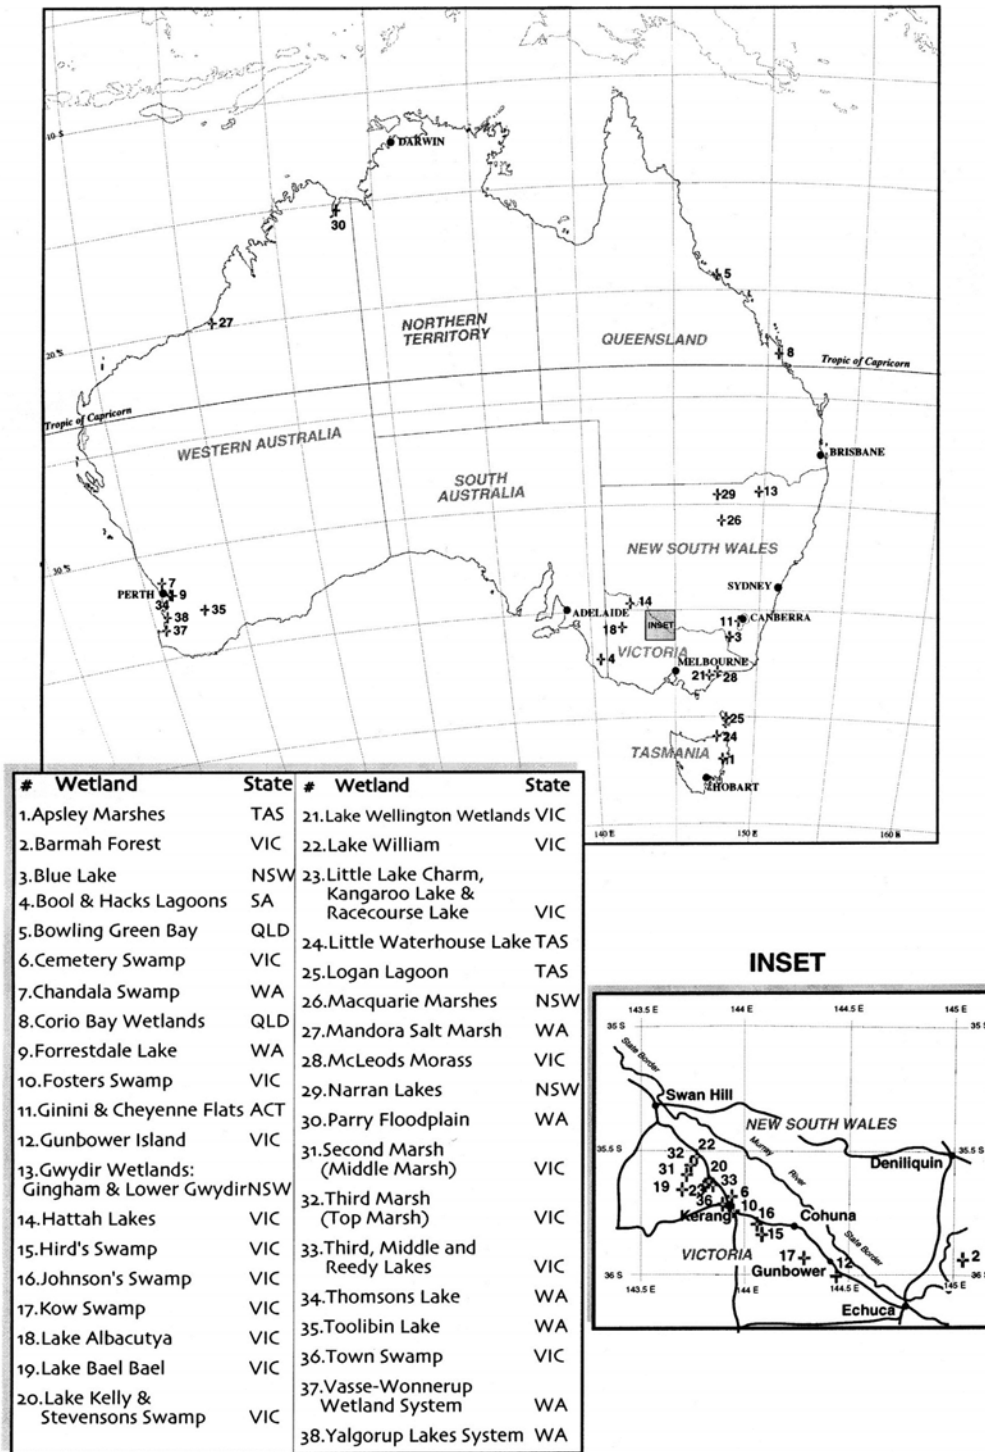 10 S
DARWIN
30
5
27
NORTHERN
TERRITORY
QUEENSLAND
8
20 S
Tropic of Capricorn
Tropic of Capricorn
WESTERN AUSTRALIA
BRISBANE
SOUTH
AUSTRALIA
29
13
26
NEW SOUTH WALES
30 S
7
PERTH
9
34
35
38
37
SYDNEY
14
ADELAIDE
INSET
11
CANBERRA
18
3
VICTORIA
4
MELBOURNE
21
28
25
24
TASMANIA
1
HOBART
140 E
150 E
160 E
# Wetland State
1.Apsley Marshes TAS
2.Barmah Forest VIC
3.Blue Lake NSW
4.Bool & Hacks Lagoons SA
5.Bowling Green Bay QLD
6.Cemetery Swamp VIC
7.Chandala Swamp WA
8.Corio Bay Wetlands QLD
9.Forrestdale Lake WA
10.Fosters Swamp VIC
11.Ginini & Cheyenne Flats ACT
12.Gunbower Island VIC
13.Gwydir Wetlands:
Gingham & Lower Gwydir NSW
14.Hattah Lakes VIC
15.Hird's Swamp VIC
16.Johnson's Swamp VIC
17.Kow Swamp VIC
18.Lake Albacutya VIC
19.Lake Bael Bael VIC
20.Lake Kelly &
Stevensons Swamp VIC
# Wetland State
21.Lake Wellington Wetlands VIC
22.Lake William VIC
23.Little Lake Charm,
Kangaroo Lake &
Racecourse Lake VIC
24.Little Waterhouse Lake TAS
25.Logan Lagoon TAS
26.Macquarie Marshes NSW
27.Mandora Salt Marsh WA
28.McLeods Morass VIC
29.Narran Lakes NSW
30.Parry Floodplain WA
31.Second Marsh
(Middle Marsh) VIC
32.Third Marsh
(Top Marsh) VIC
33.Third, Middle and
Reedy Lakes VIC
34.Thomsons Lake WA
35.Toolibin Lake WA
36.Town Swamp VIC
37.Vasse-Wonnerup
Wetland System WA
38.Yalgorup Lakes System WA
INSET
143.5 E
144 E
144.5 E
145 E
35 S
35 S
State Border
Swan Hill
NEW SOUTH WALES
Murray
River
35.5 S
Deniliquin
22
32
31
20
19
23
33
36
6
10
Kerang
16
15
Cohuna
State Border
VICTORIA
17
12
2
Gunbower
36 S
143.5 E
144 E
144.5 E
145 E
36 S
Echuca